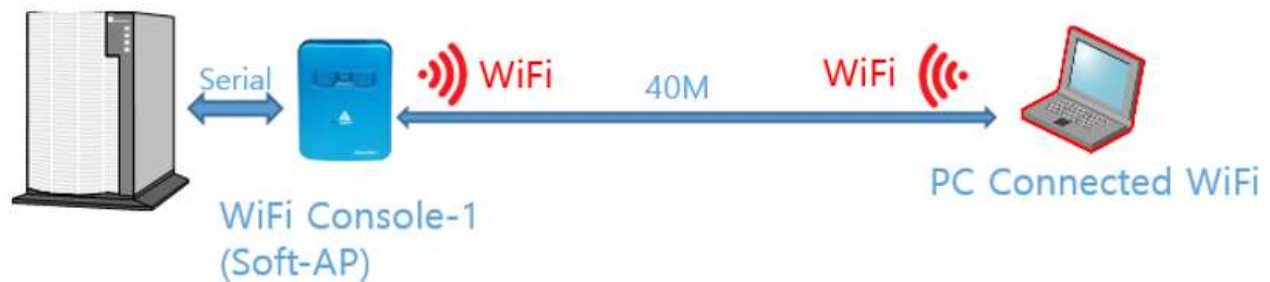 Serial
WiFi
40M
WiFi
PC Connected WiFi
WiFi Console-1
(Soft-AP)